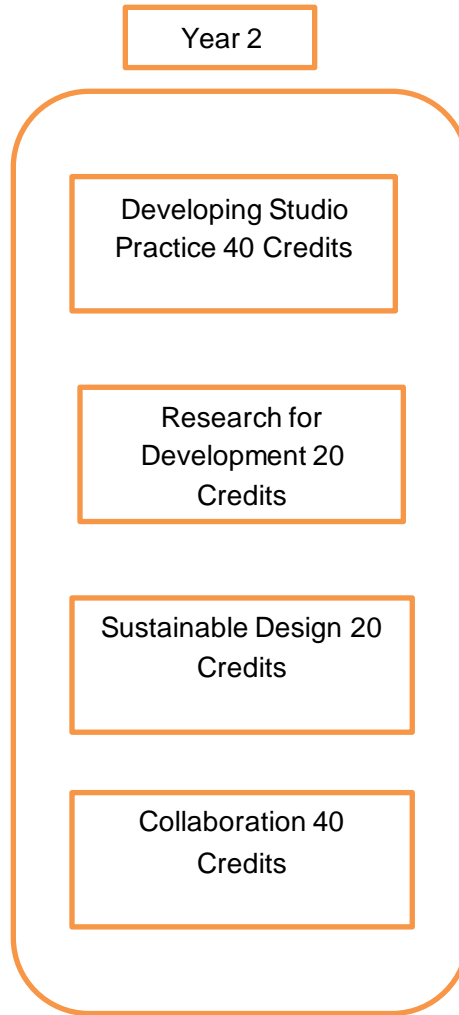 Year 2
Developing Studio
Practice 40 Credits
Research for
Development 20
Credits
Sustainable Design 20
Credits
Collaboration 40
Credits